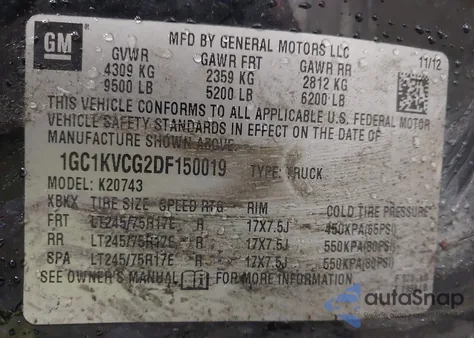 GM
MFD BY GENERAL MOTORS LLC
11/12
GVWR GAWR FRT GAWR RR
4309 KG 2359 KG 2812 KG
9500 LB 5200 LB 6200 LB
THIS VEHICLE CONFORMS TO ALL APPLICABLE U.S. FEDERAL MOTOR
VEHICLE SAFETY STANDARDS IN EFFECT ON THE DATE OF
MANUFACTURE SHOWN ABOVE.
1GC1KVCG2DF150019 TYPE: TRUCK
MODEL: K20743
KBKX TIRE SIZE SPEED RTG RIM COLD TIRE PRESSURE
FRT LT245/75R17E R 17X7.5J 450KPA(65PSI)
RR LT245/75R17E R 17X7.5J 550KPA(80PSI)
SPA LT245/75R17E R 17X7.5J 550KPA(80PSI)
SEE OWNER'S MANUAL FOR MORE INFORMATION
autoSnap